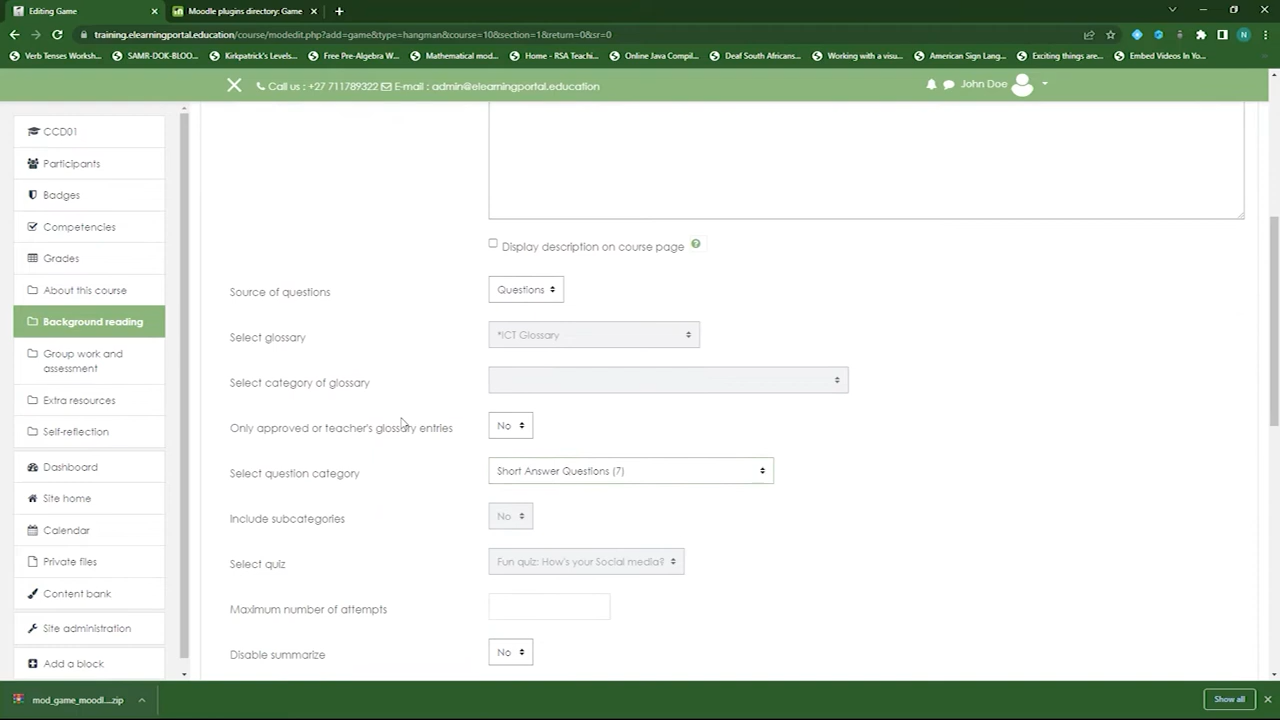 Editing Game
Moodle plugins directory: Game
training.elearningportal.education/course/modedit.php?add=game&type=hangman&course=10&section=1&return=0&sr=0
Verb Tenses Worksh...
SAMR-DOK-BLOO...
Kirkpatrick's Levels...
Free Pre-Algebra W...
Mathematical mod...
Home - RSA Teachi...
Online Java Compil...
Deaf South Africans...
Working with a visu...
American Sign Lang...
Exciting things are...
Embed Videos In Yo...
Call us : +27 711789322 E-mail : admin@elearningportal.education
John Doe
CCD01
Participants
Badges
Competencies
Grades
About this course
Background reading
Group work and
assessment
Extra resources
Self-reflection
Dashboard
Site home
Calendar
Private files
Content bank
Site administration
Add a block
Display description on course page
Source of questions
Questions
Select glossary
*ICT Glossary
Select category of glossary
Only approved or teacher's glossary entries
No
Select question category
Short Answer Questions (7)
Include subcategories
No
Select quiz
Fun quiz: How's your Social media?
Maximum number of attempts
Disable summarize
No
mod_game_moodl....zip
Show all